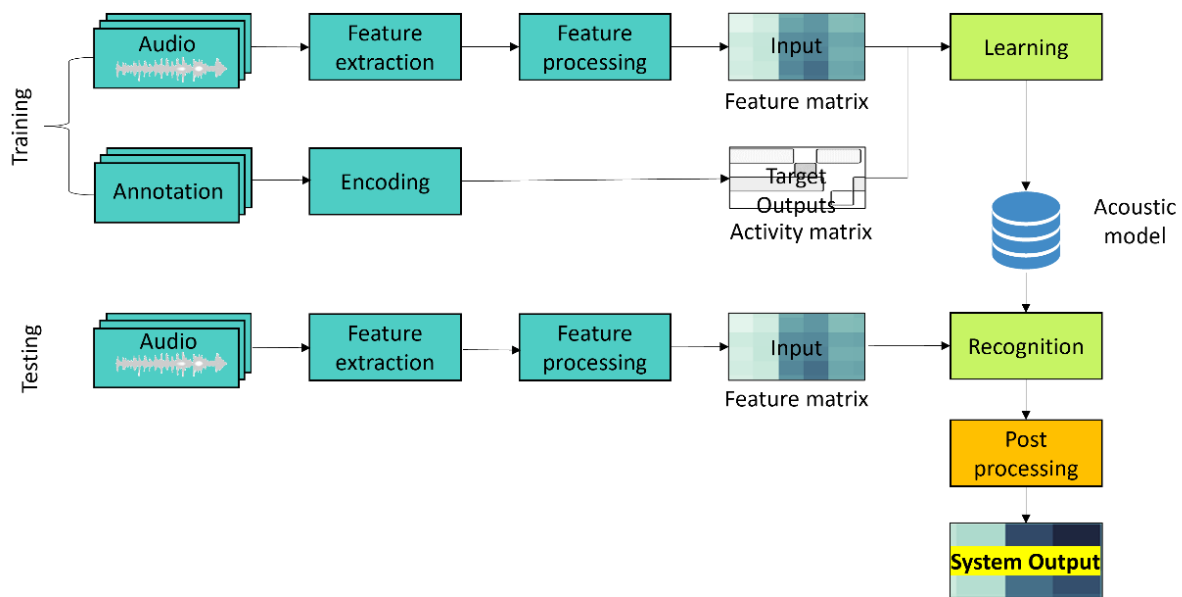 Training
Audio
Feature
extraction
Feature
processing
Input
Feature matrix
Learning
Annotation
Encoding
Target
Outputs
Activity matrix
Acoustic
model
Testing
Audio
Feature
extraction
Feature
processing
Input
Feature matrix
Recognition
Post
processing
System Output